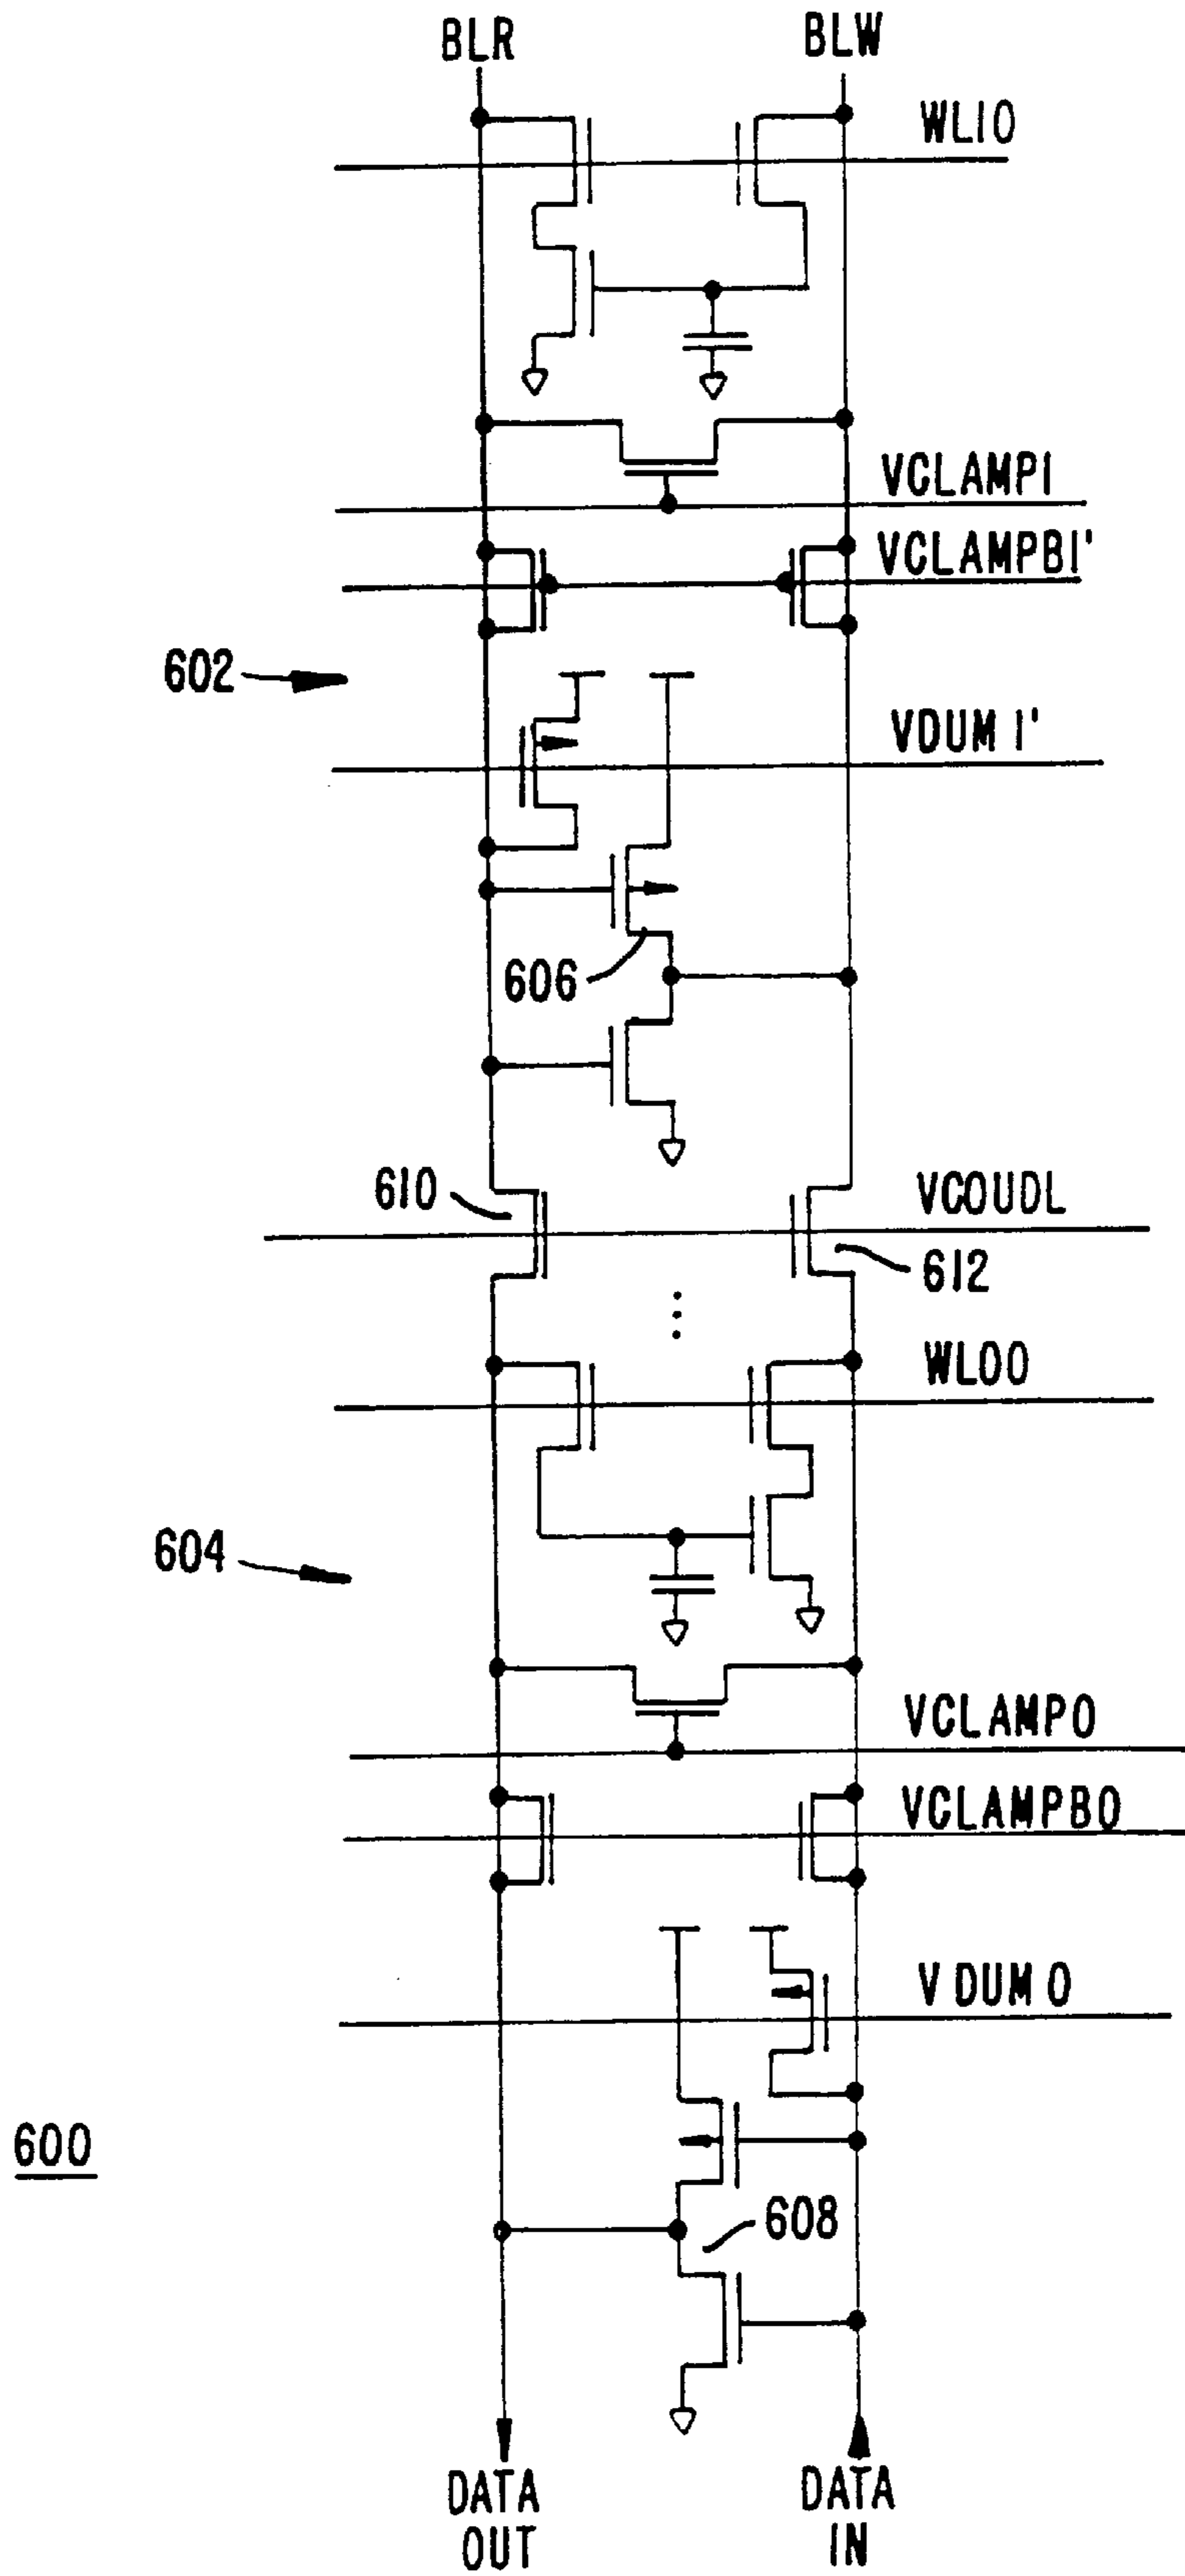 BLR BLW
WL10
VCLAMP1
VCLAMPB1'
602
VDUM 1'
606
610
VCOUDL
612
WL00
604
VCLAMP0
VCLAMPB0
VDUM 0
608
600
DATA OUT
DATA IN